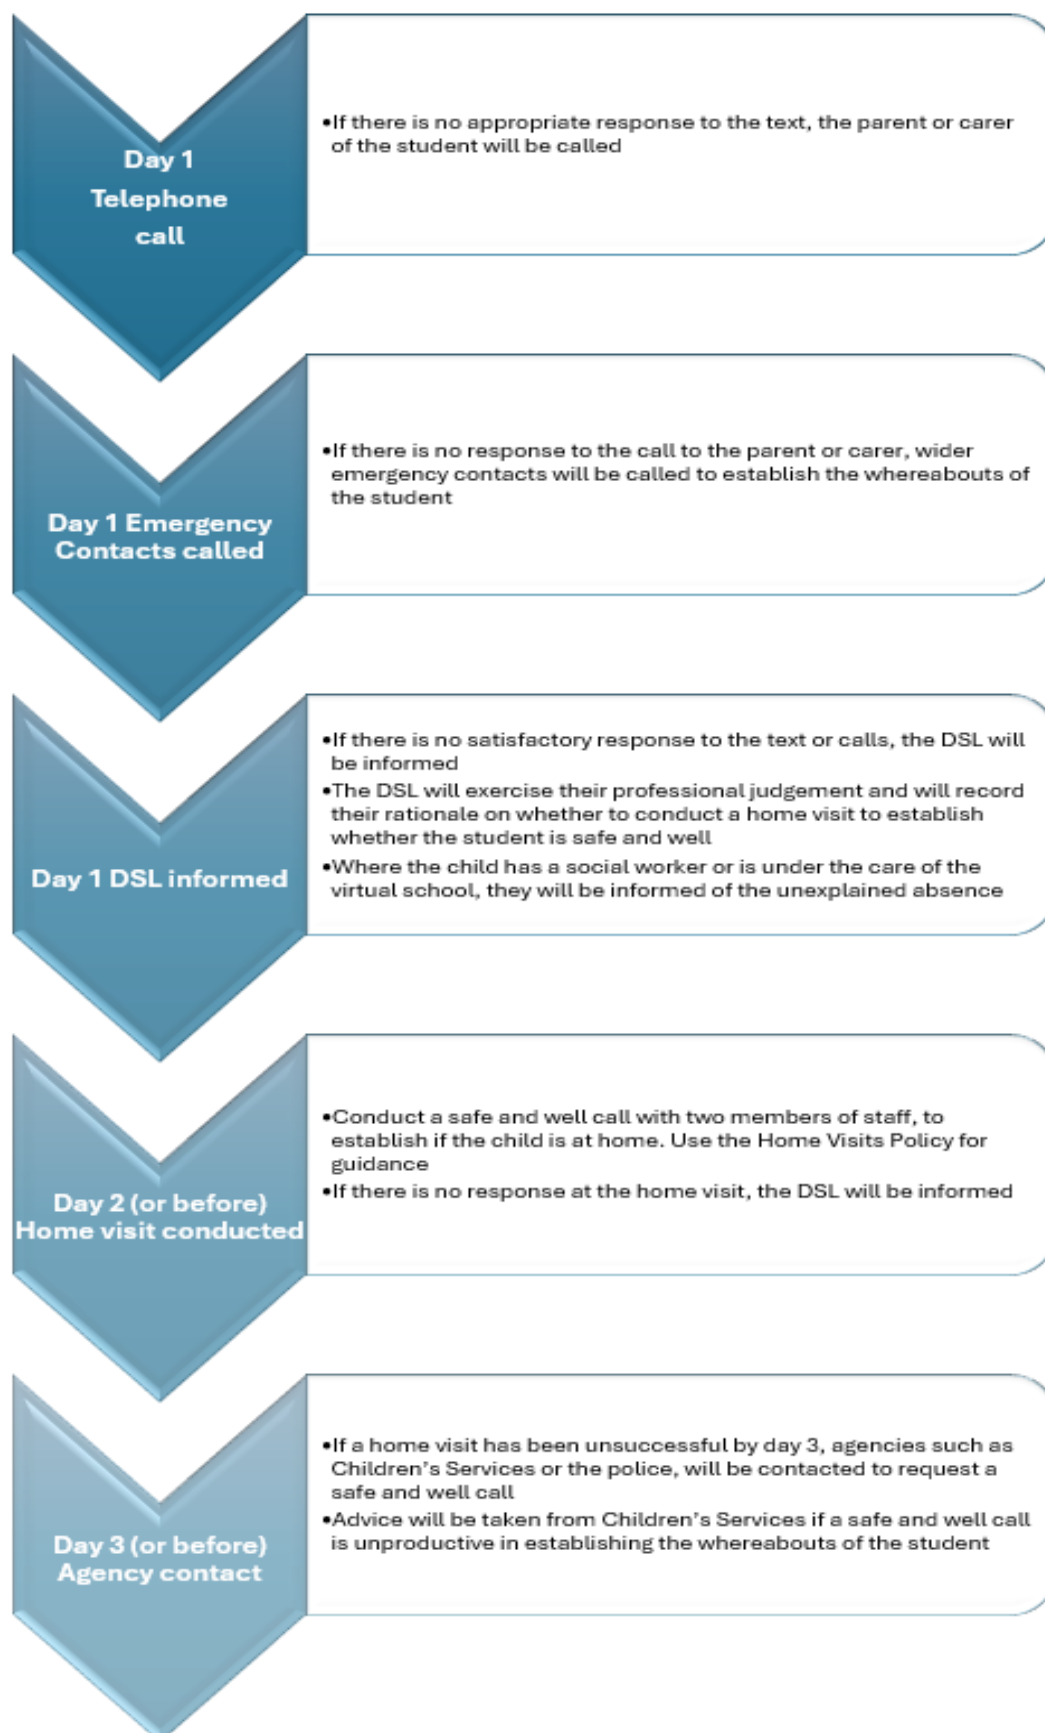 Day 1
Telephone
call
•If there is no appropriate response to the text, the parent or carer
of the student will be called
Day 1 Emergency
Contacts called
•If there is no response to the call to the parent or carer, wider
emergency contacts will be called to establish the whereabouts of
the student
Day 1 DSL informed
•If there is no satisfactory response to the text or calls, the DSL will
be informed
•The DSL will exercise their professional judgement and will record
their rationale on whether to conduct a home visit to establish
whether the student is safe and well
•Where the child has a social worker or is under the care of the
virtual school, they will be informed of the unexplained absence
Day 2 (or before)
Home visit conducted
•Conduct a safe and well call with two members of staff, to
establish if the child is at home. Use the Home Visits Policy for
guidance
•If there is no response at the home visit, the DSL will be informed
Day 3 (or before)
Agency contact
•If a home visit has been unsuccessful by day 3, agencies such as
Children’s Services or the police, will be contacted to request a
safe and well call
•Advice will be taken from Children’s Services if a safe and well call
is unproductive in establishing the whereabouts of the student